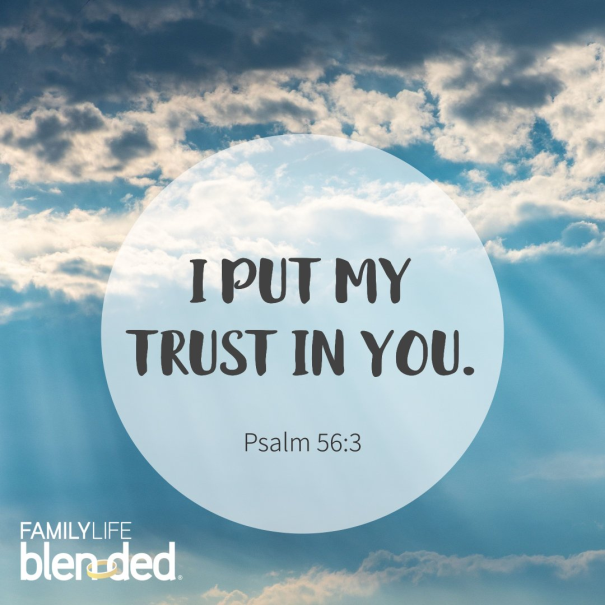 I PUT MY
TRUST IN YOU.
Psalm 56:3
FAMILYLIFE
blended®